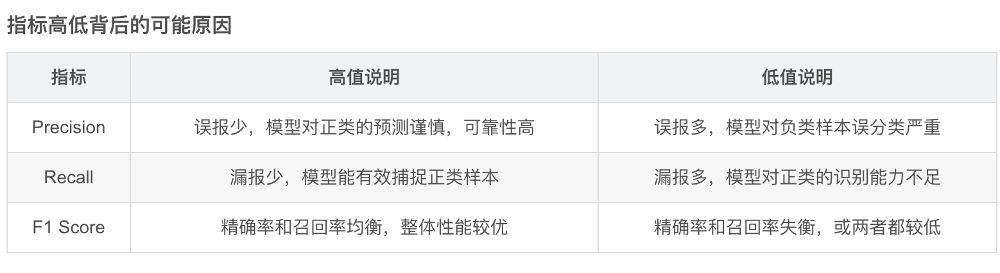 指标高低背后的可能原因
指标 高值说明 低值说明
Precision 误报少，模型对正类的预测谨慎，可靠性高 误报多，模型对负类样本误分类严重
Recall 漏报少，模型能有效捕捉正类样本 漏报多，模型对正类的识别能力不足
F1 Score 精确率和召回率均衡，整体性能较优 精确率和召回率失衡，或两者都较低